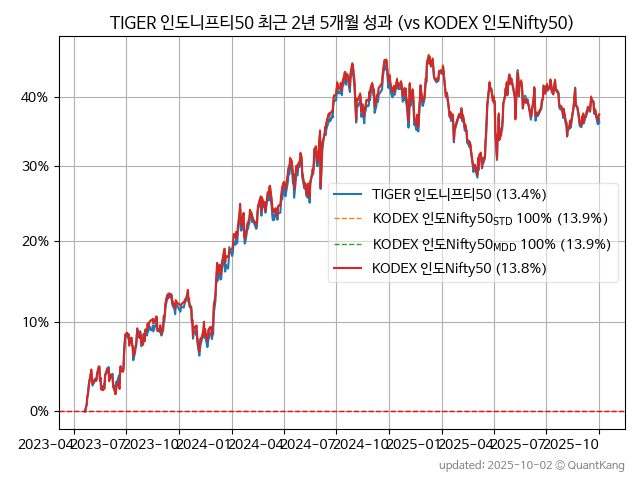 TIGER 인도니프티50 최근 2년 5개월 성과 (vs KODEX 인도Nifty50)
40%
30%
20%
10%
0%
TIGER 인도니프티50 (13.4%)
KODEX 인도Nifty50STD 100% (13.9%)
KODEX 인도Nifty50MDD 100% (13.9%)
KODEX 인도Nifty50 (13.8%)
2023-04 2023-07 2023-10 2024-01 2024-04 2024-07 2024-10 2025-01 2025-04 2025-07 2025-10
updated: 2025-10-02 © QuantKang